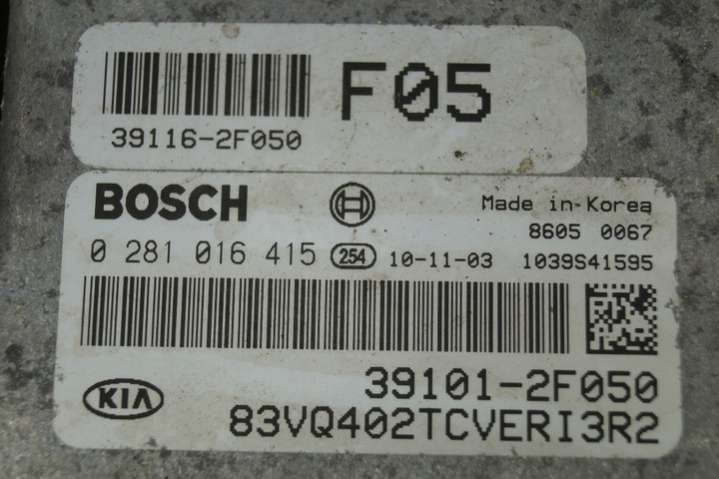 F05
39116-2F050
BOSCH Made in Korea
8605 0067
0 281 016 415 254 10-11-03 1039S41595
39101-2F050
KIA
83VQ402TCVERI3R2